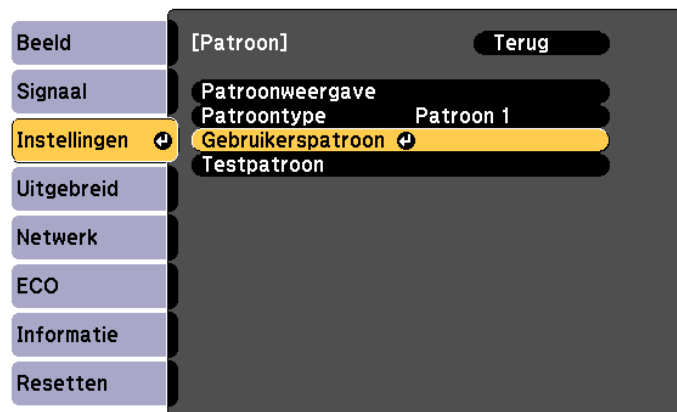 Beeld
Signaal
Instellingen
Uitgebreid
Netwerk
ECO
Informatie
Resetten
[Patroon] Terug
Patroonweergave
Patroontype Patroon 1
Gebruikerspatroon
Testpatroon